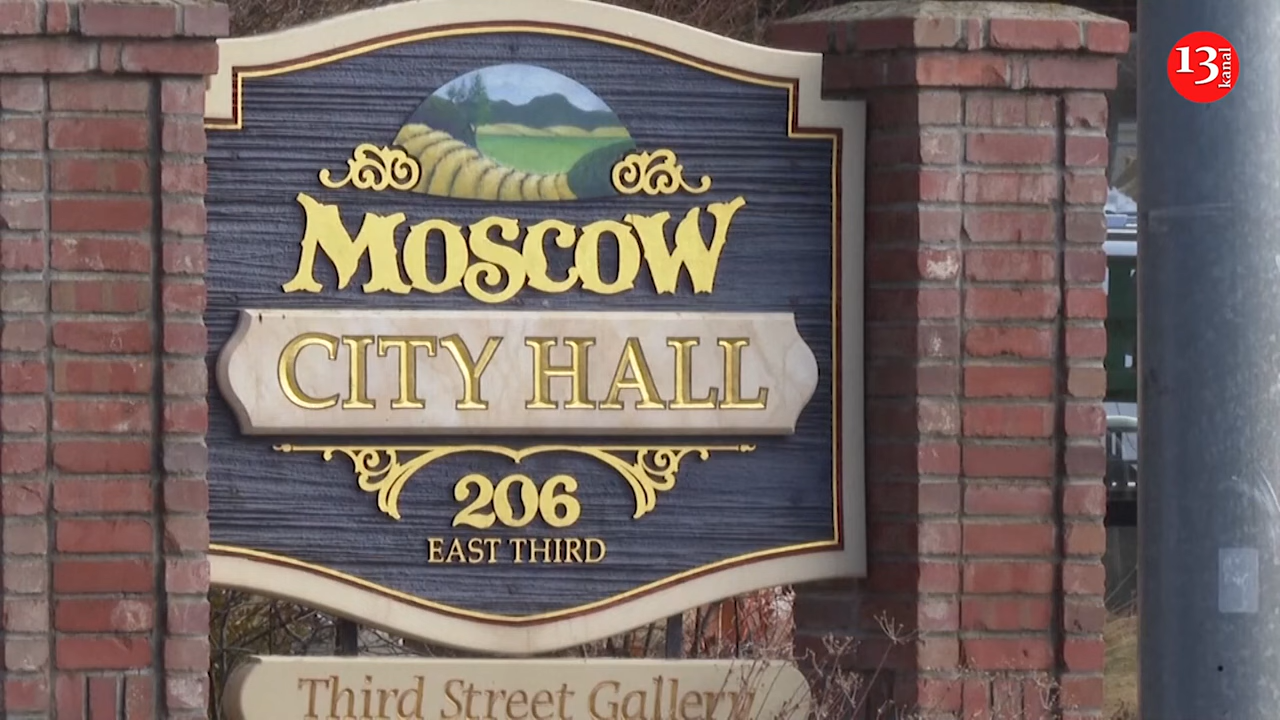 13 kanal
MOSCOW
CITY HALL
206
EAST THIRD
Third Street Gallery